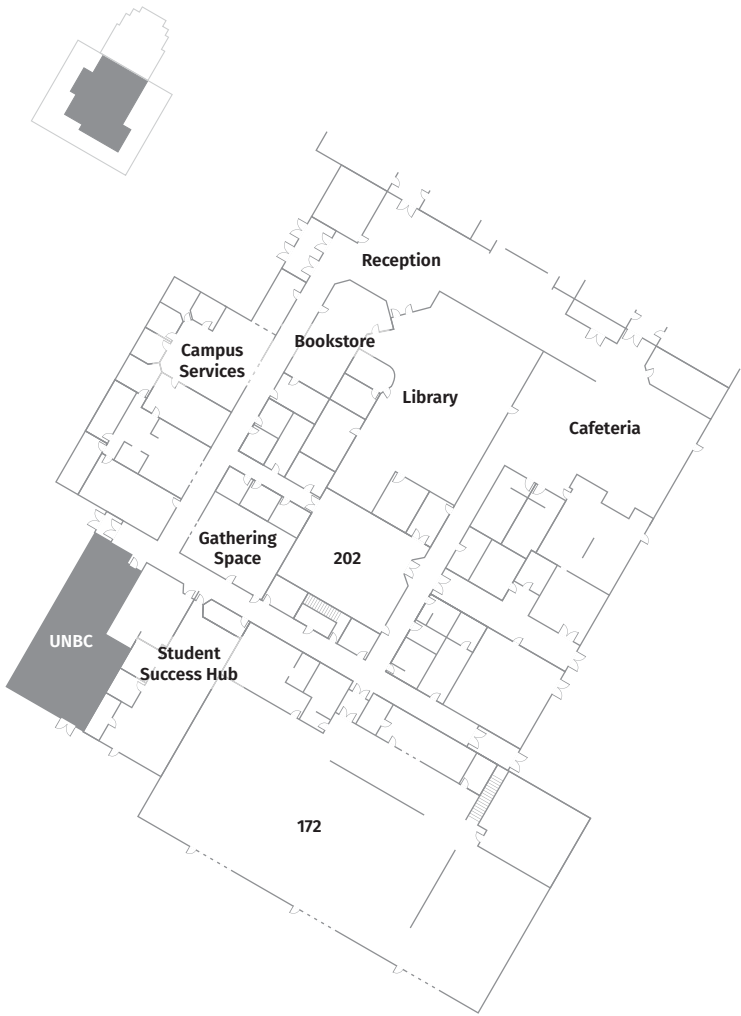 Reception
Bookstore
Campus
Services
Library
Cafeteria
Gathering
Space
202
UNBC
Student
Success Hub
172